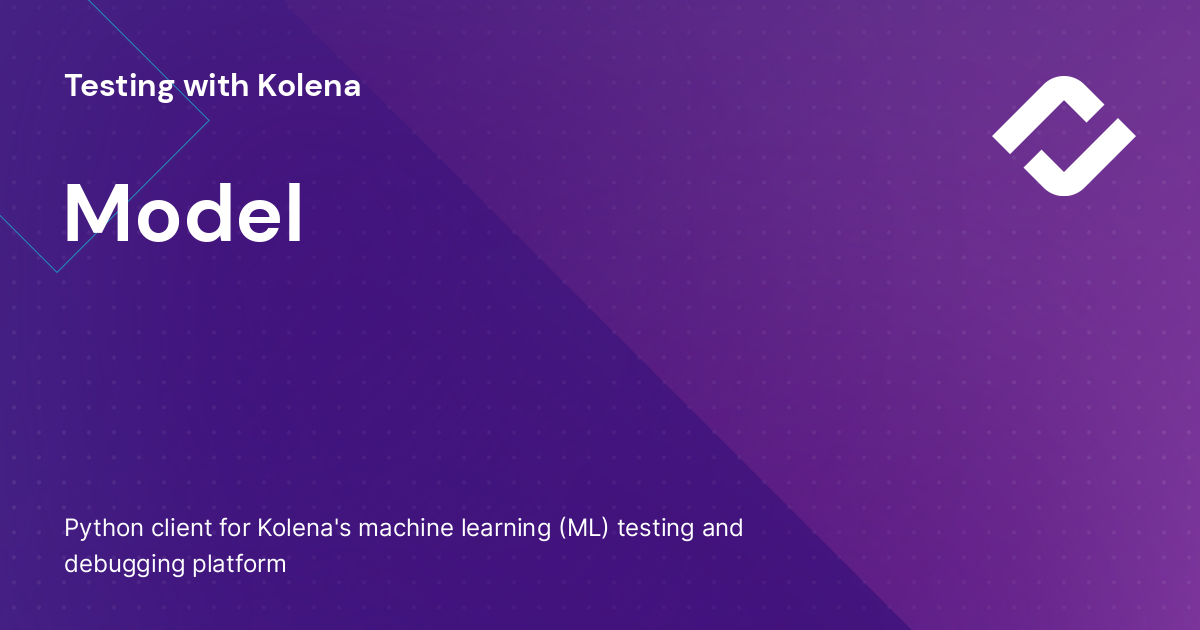 Testing with Kolena
Model
Python client for Kolena's machine learning (ML) testing and
debugging platform